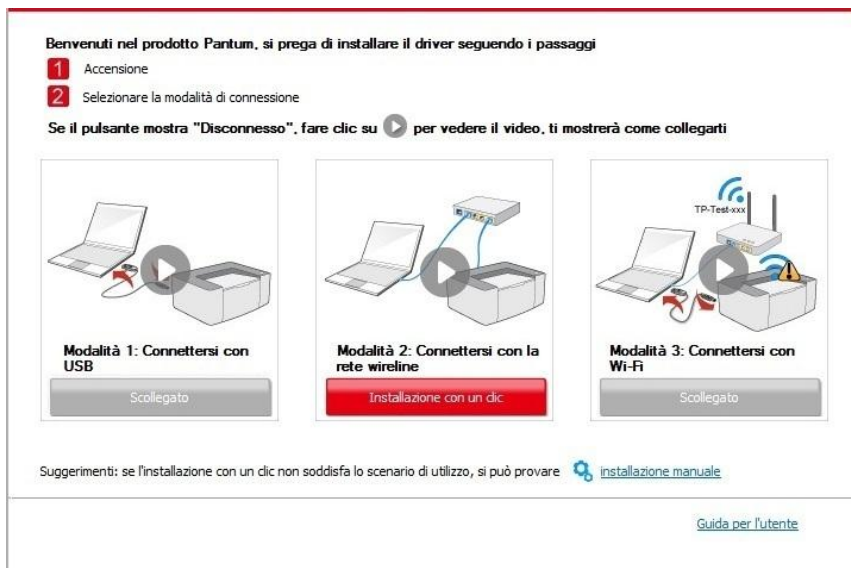 Benvenuti nel prodotto Pantum, si prega di installare il driver seguendo i passaggi
1 Accensione
2 Selezionare la modalità di connessione
Se il pulsante mostra "Disconnesso", fare clic su per vedere il video, ti mostrerà come collegarti
TP-Test-xxx
Modalità 1: Connettersi con
USB
Scollegato
Modalità 2: Connettersi con la
rete wireline
Installazione con un clic
Modalità 3: Connettersi con
Wi-Fi
Scollegato
Suggerimenti: se l'installazione con un clic non soddisfa lo scenario di utilizzo, si può provare installazione manuale
Guida per l'utente